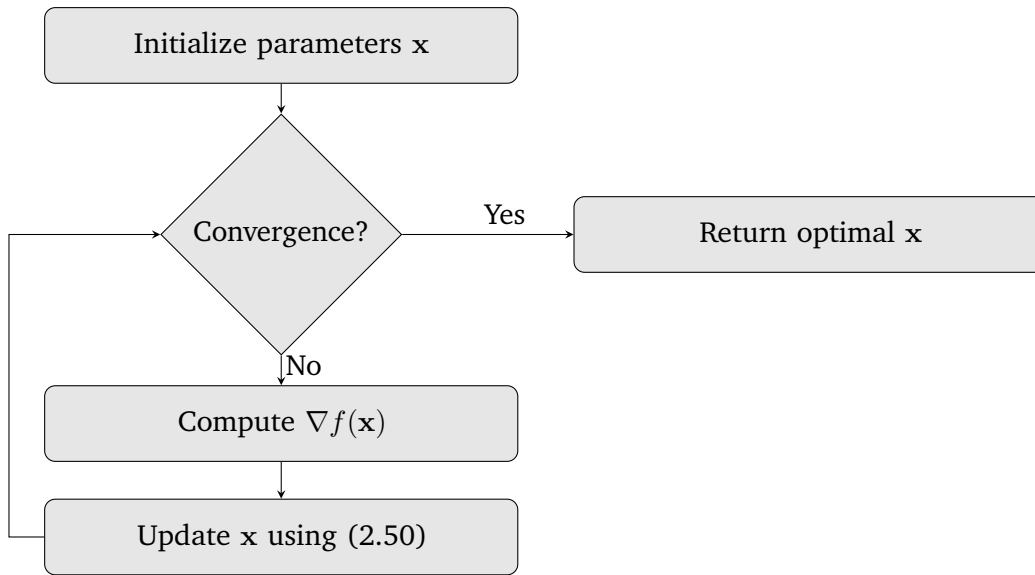 Initialize parameters x
Convergence?
Yes
Return optimal x
No
Compute ∇f(x)
Update x using (2.50)